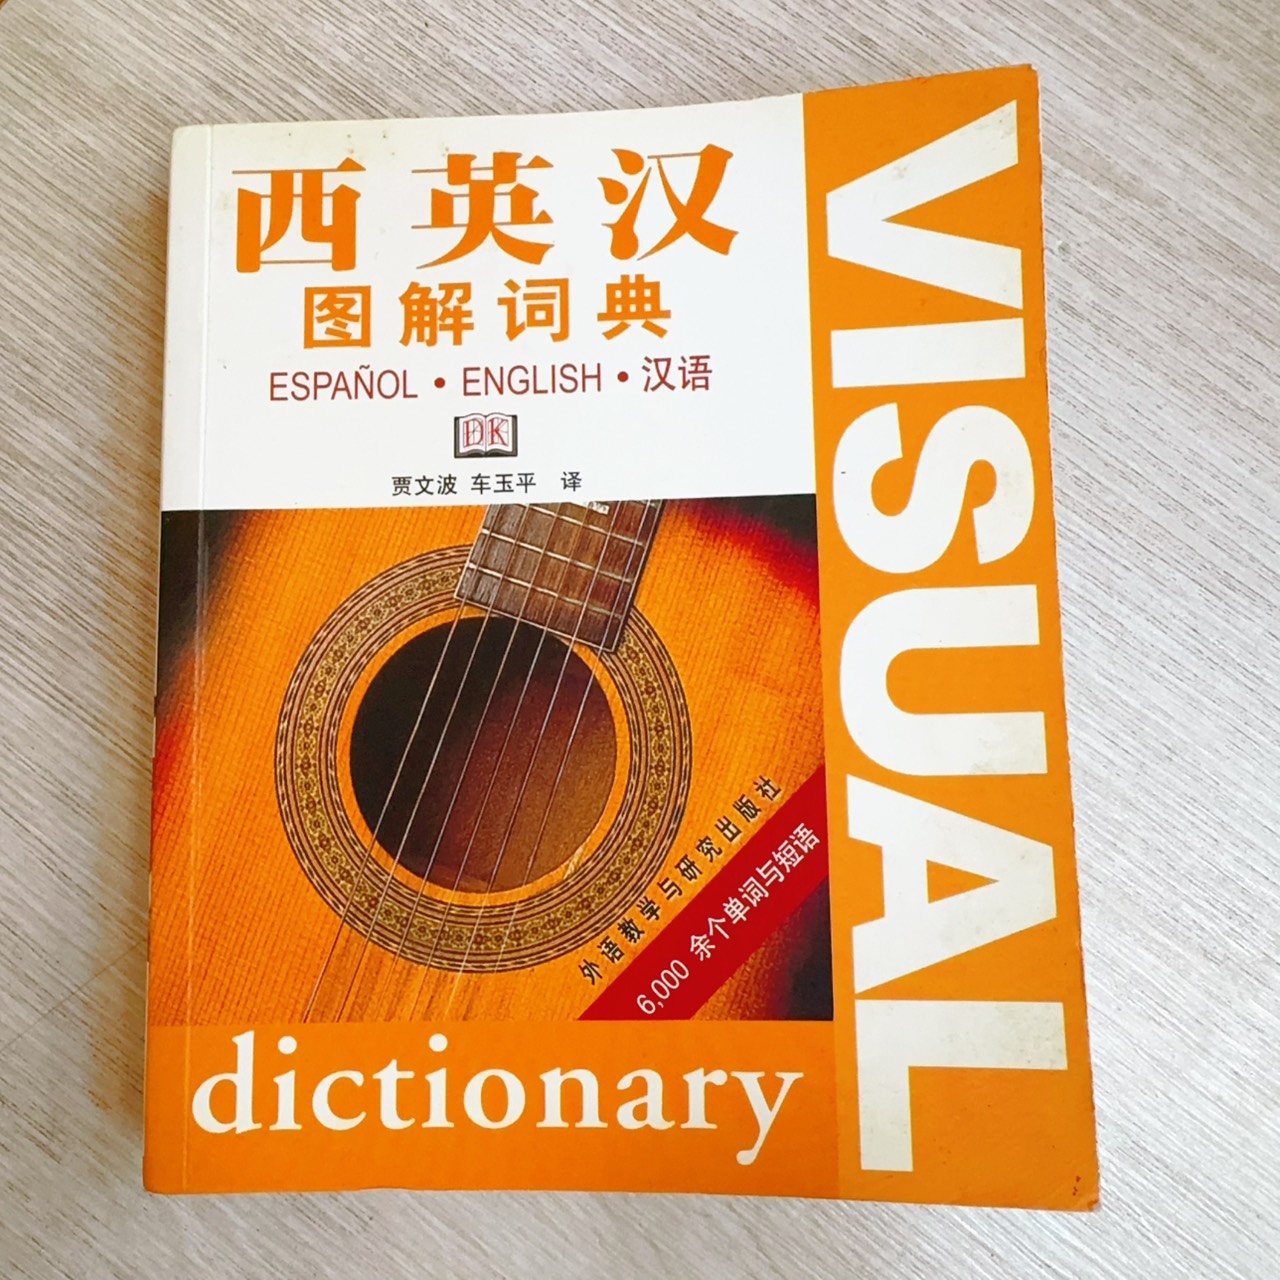 西英汉
图解词典
ESPAÑOL • ENGLISH • 汉语
DK
贾文波 车玉平 译
外语教学与研究出版社
6,000 余个单词与短语
dictionary
VISUAL